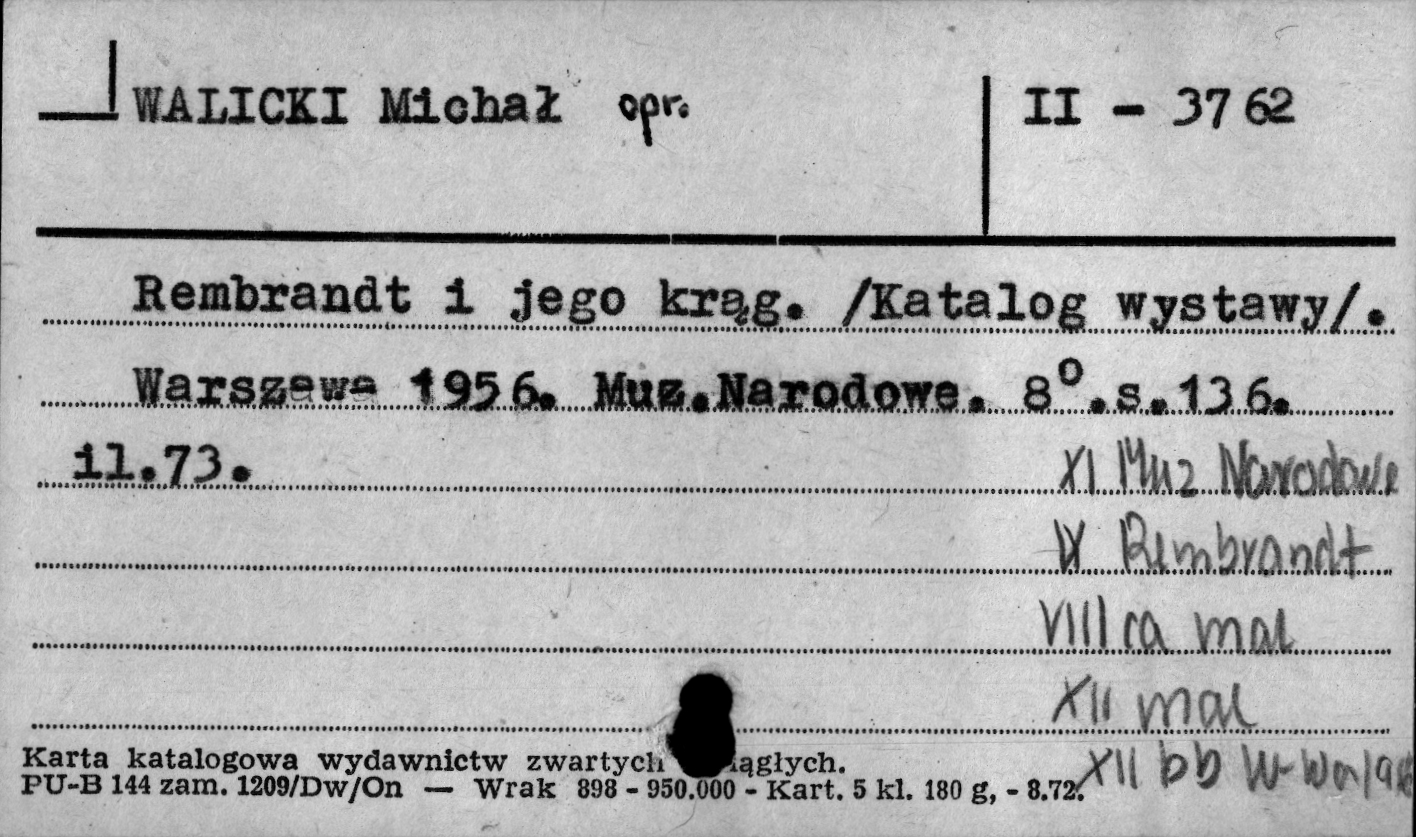 WALICKI Michał opr.
II - 3762
Rembrandt i jego krąg. /Katalog wystawy/.
Warszawa 1956. Muz.Narodowe. 8°.s.136.
il.73.
XI Muz Narodowe
IX Rembrandt
VIII ca mal
XII mal
XII bb W-wa
Karta katalogowa wydawnictw zwartych ągłych.
PU-B 144 zam. 1209/Dw/On — Wrak 898 - 950.000 - Kart. 5 kl. 180 g, - 8.72.